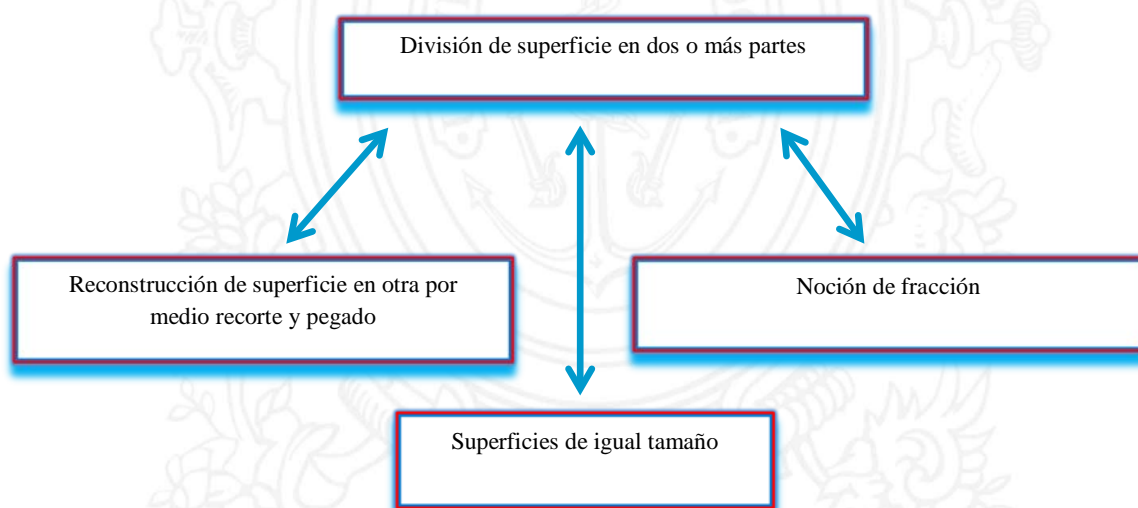 División de superficie en dos o más partes
Reconstrucción de superficie en otra por
medio recorte y pegado
Noción de fracción
Superficies de igual tamaño